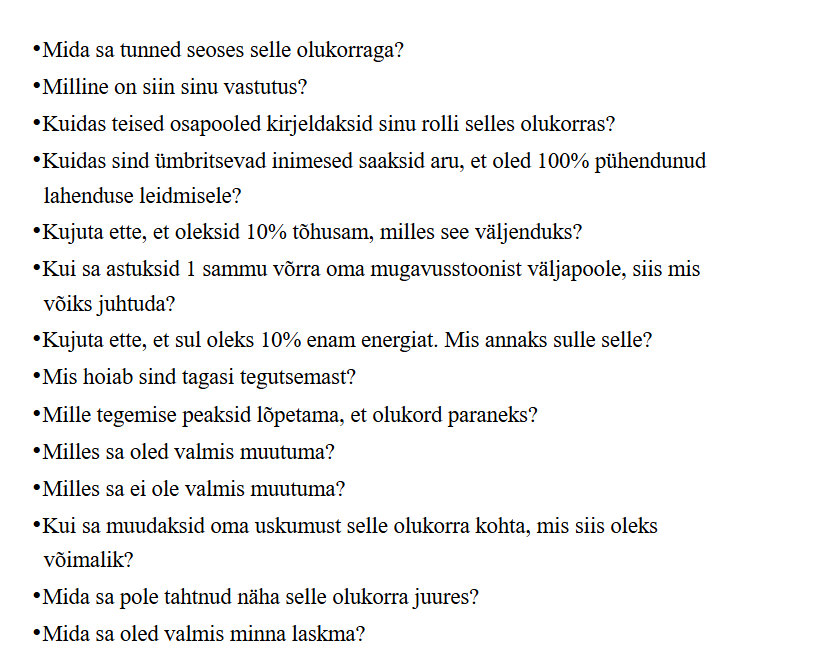 •Mida sa tunned seoses selle olukorraga?
•Milline on siin sinu vastutus?
•Kuidas teised osapooled kirjeldaksid sinu rolli selles olukorras?
•Kuidas sind ümbritsevad inimesed saaksid aru, et oled 100% pühendunud
lahenduse leidmisele?
•Kujuta ette, et oleksid 10% tõhusam, milles see väljenduks?
•Kui sa astuksid 1 sammu võrra oma mugavusstoonist väljapoole, siis mis
võiks juhtuda?
•Kujuta ette, et sul oleks 10% enam energiat. Mis annaks sulle selle?
•Mis hoiab sind tagasi tegutsemast?
•Mille tegemise peaksid lõpetama, et olukord paraneks?
•Milles sa oled valmis muutuma?
•Milles sa ei ole valmis muutuma?
•Kui sa muudaksid oma uskumust selle olukorra kohta, mis siis oleks
võimalik?
•Mida sa pole tahtnud näha selle olukorra juures?
•Mida sa oled valmis minna laskma?